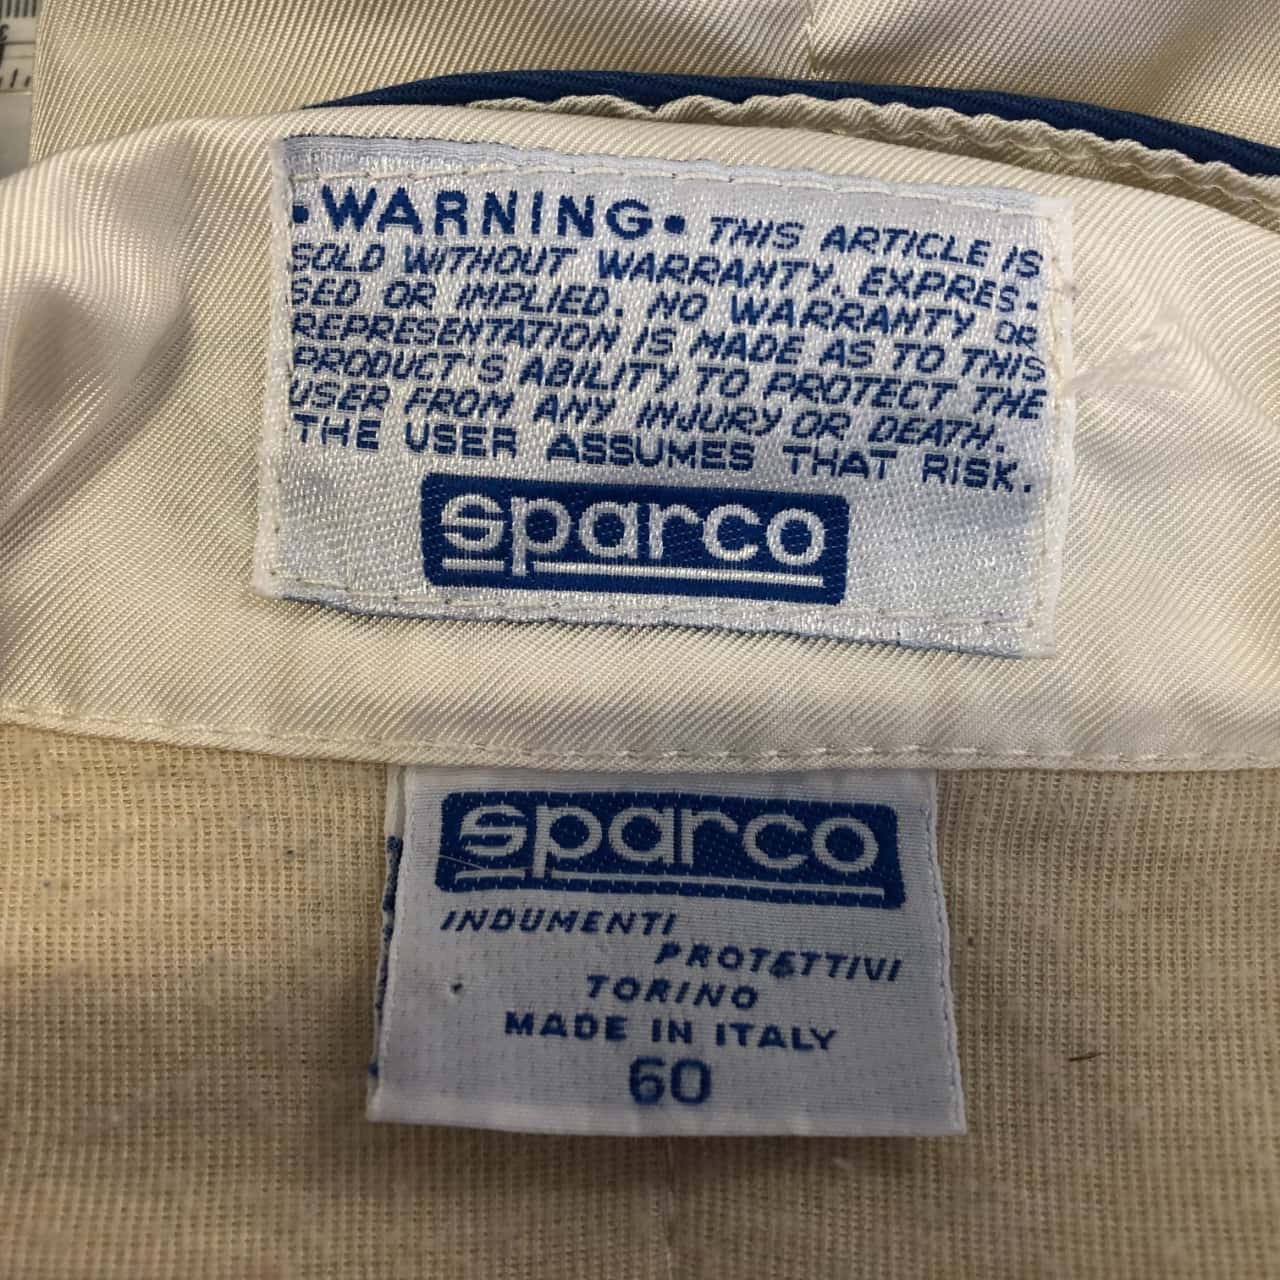 •WARNING• THIS ARTICLE IS
SOLD WITHOUT WARRANTY, EXPRES-
SED OR IMPLIED. NO WARRANTY OR
REPRESENTATION IS MADE AS TO THIS
PRODUCT'S ABILITY TO PROTECT THE
USER FROM ANY INJURY OR DEATH.
THE USER ASSUMES THAT RISK.
sparco
sparco
INDUMENTI
PROTETTIVI
TORINO
MADE IN ITALY
60